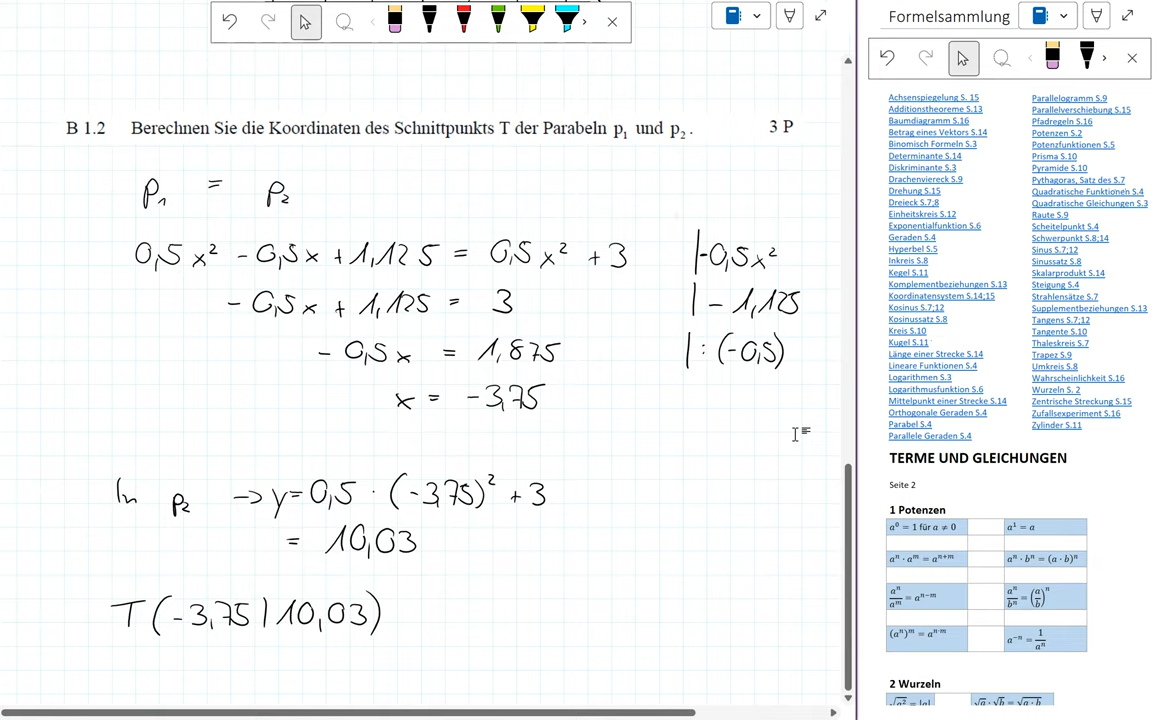 Formelsammlung
B 1.2 Berechnen Sie die Koordinaten des Schnittpunkts T der Parabeln p₁ und p₂. 3 P
p₁ = p₂
0,5x² - 0,5x + 1,125 = 0,5x² + 3 |-0,5x²
- 0,5x + 1,125 = 3 | - 1,125
- 0,5x = 1,875 | : (-0,5)
x = -3,75
In p₂ → y = 0,5 · (-3,75)² + 3
= 10,03
T(-3,75 | 10,03)
Achsenspiegelung S. 15
Additionstheoreme S.13
Baumdiagramm S.16
Betrag eines Vektors S.14
Binomisch Formeln S.3
Determinante S.14
Diskriminante S.3
Drachenviereck S.9
Drehung S.15
Dreieck S.7;8
Einheitskreis S.12
Exponentialfunktion S.6
Geraden S.4
Hyperbel S.5
Inkreis S.8
Kegel S.11
Komplementbeziehungen S.13
Koordinatensystem S.14;15
Kosinus S.7;12
Kosinussatz S.8
Kreis S.10
Kugel S.11
Länge einer Strecke S.14
Lineare Funktionen S.4
Logarithmen S.3
Logarithmusfunktion S.6
Mittelpunkt einer Strecke S.14
Orthogonale Geraden S.4
Parabel S.4
Parallele Geraden S.4
Parallelogramm S.9
Parallelverschiebung S.15
Pfadregeln S.16
Potenzen S.2
Potenzfunktionen S.5
Prisma S.10
Pyramide S.10
Pythagoras, Satz des S.7
Quadratische Funktionen S.4
Quadratische Gleichungen S.3
Raute S.9
Scheitelpunkt S.4
Schwerpunkt S.8;14
Sinus S.7;12
Sinussatz S.8
Skalarprodukt S.14
Steigung S.4
Strahlensätze S.7
Supplementbeziehungen S.13
Tangens S.7;12
Tangente S.10
Thaleskreis S.7
Trapez S.9
Umkreis S.8
Wahrscheinlichkeit S.16
Wurzeln S. 2
Zentrische Streckung S.15
Zufallsexperiment S.16
Zylinder S.11
TERME UND GLEICHUNGEN
Seite 2
1 Potenzen
a⁰ = 1 für a ≠ 0 a¹ = a
aⁿ · aᵐ = aⁿ⁺ᵐ aⁿ · bⁿ = (a · b)ⁿ
aⁿ/aᵐ = aⁿ⁻ᵐ aⁿ/bⁿ = (a/b)ⁿ
(aⁿ)ᵐ = aⁿ·ᵐ a⁻ⁿ = 1/aⁿ
2 Wurzeln
√a² = |a| √a · √b = √a · b